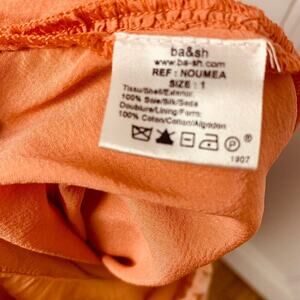 ba&sh
www.ba-sh.com
REF : NOUMEA
SIZE : 1
Tissu/Shell/Exterior:
100% Soie/Silk/Seda
Doublure/Lining/Forro:
100% Coton/Cotton/Algodon
1907